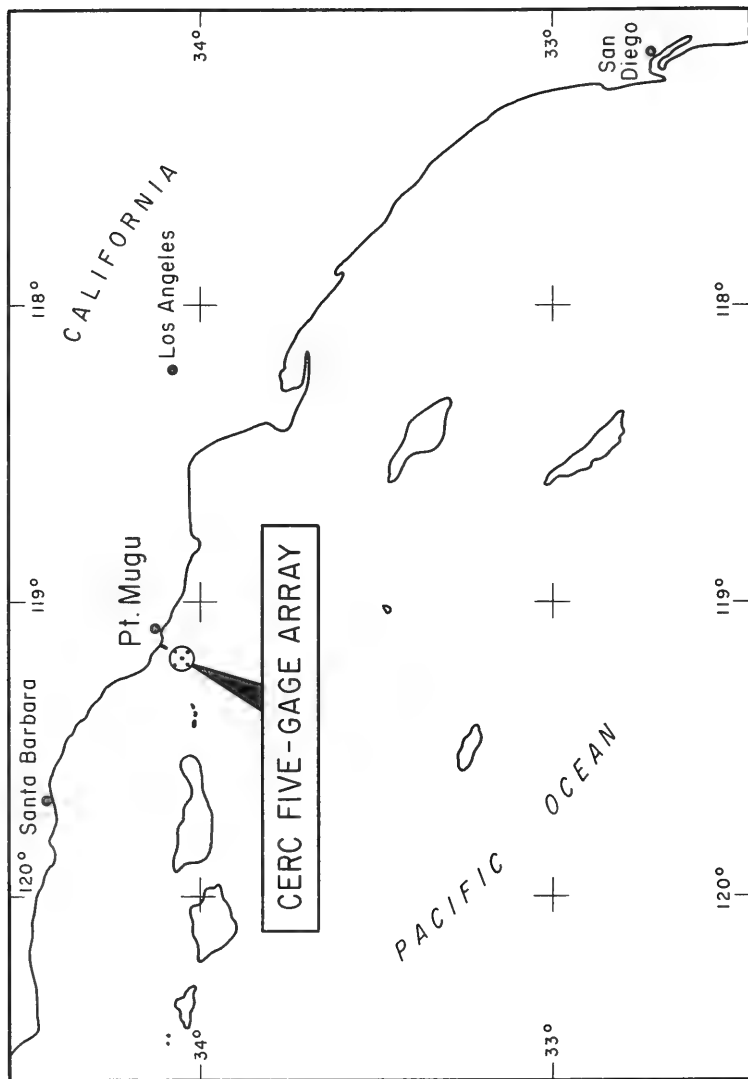 120°
119°
118°
Santa Barbara
Pt. Mugu
CALIFORNIA
Los Angeles
34°
34°
CERC FIVE-GAGE ARRAY
PACIFIC OCEAN
33°
33°
San
Diego
120°
119°
118°